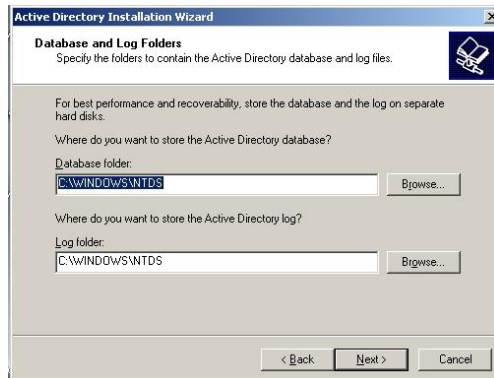 Active Directory Installation Wizard
Database and Log Folders
Specify the folders to contain the Active Directory database and log files.
For best performance and recoverability, store the database and the log on separate
hard disks.
Where do you want to store the Active Directory database?
Database folder:
C:\WINDOWS\NTDS
Browse...
Where do you want to store the Active Directory log?
Log folder:
C:\WINDOWS\NTDS
Browse...
< Back Next > Cancel